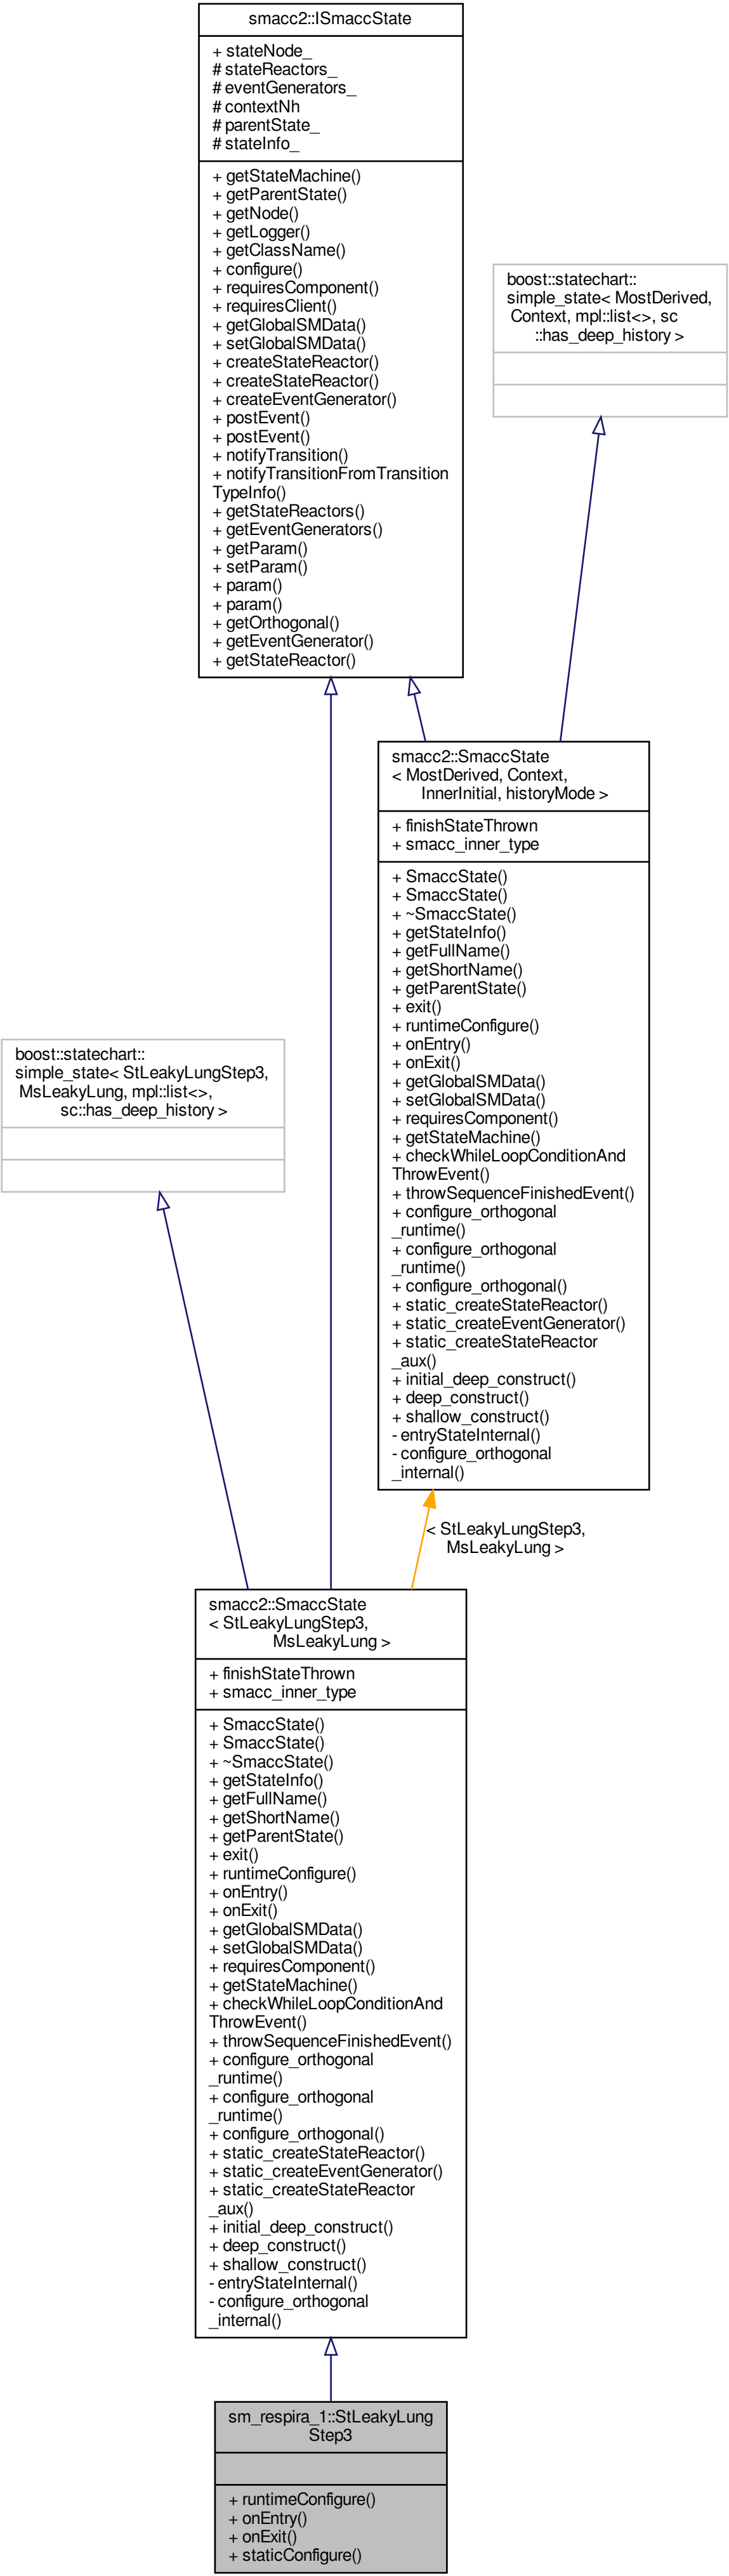 smacc2::ISmaccState
+ stateNode_
# stateReactors_
# eventGenerators_
# contextNh
# parentState_
# stateInfo_
+ getStateMachine()
+ getParentState()
+ getNode()
+ getLogger()
+ getClassName()
+ configure()
+ requiresComponent()
+ requiresClient()
+ getGlobalSMData()
+ setGlobalSMData()
+ createStateReactor()
+ createStateReactor()
+ createEventGenerator()
+ postEvent()
+ postEvent()
+ notifyTransition()
+ notifyTransitionFromTransition
TypeInfo()
+ getStateReactors()
+ getEventGenerators()
+ getParam()
+ setParam()
+ param()
+ param()
+ getOrthogonal()
+ getEventGenerator()
+ getStateReactor()
boost::statechart::
simple_state< MostDerived,
Context, mpl::list<>, sc
::has_deep_history >
smacc2::SmaccState
< MostDerived, Context,
InnerInitial, historyMode >
+ finishStateThrown
+ smacc_inner_type
+ SmaccState()
+ SmaccState()
+ ~SmaccState()
+ getStateInfo()
+ getFullName()
+ getShortName()
+ getParentState()
+ exit()
+ runtimeConfigure()
+ onEntry()
+ onExit()
+ getGlobalSMData()
+ setGlobalSMData()
+ requiresComponent()
+ getStateMachine()
+ checkWhileLoopConditionAnd
ThrowEvent()
+ throwSequenceFinishedEvent()
+ configure_orthogonal
_runtime()
+ configure_orthogonal
_runtime()
+ configure_orthogonal()
+ static_createStateReactor()
+ static_createEventGenerator()
+ static_createStateReactor
_aux()
+ initial_deep_construct()
+ deep_construct()
+ shallow_construct()
- entryStateInternal()
- configure_orthogonal
_internal()
boost::statechart::
simple_state< StLeakyLungStep3,
MsLeakyLung, mpl::list<>,
sc::has_deep_history >
< StLeakyLungStep3,
MsLeakyLung >
smacc2::SmaccState
< StLeakyLungStep3,
MsLeakyLung >
+ finishStateThrown
+ smacc_inner_type
+ SmaccState()
+ SmaccState()
+ ~SmaccState()
+ getStateInfo()
+ getFullName()
+ getShortName()
+ getParentState()
+ exit()
+ runtimeConfigure()
+ onEntry()
+ onExit()
+ getGlobalSMData()
+ setGlobalSMData()
+ requiresComponent()
+ getStateMachine()
+ checkWhileLoopConditionAnd
ThrowEvent()
+ throwSequenceFinishedEvent()
+ configure_orthogonal
_runtime()
+ configure_orthogonal
_runtime()
+ configure_orthogonal()
+ static_createStateReactor()
+ static_createEventGenerator()
+ static_createStateReactor
_aux()
+ initial_deep_construct()
+ deep_construct()
+ shallow_construct()
- entryStateInternal()
- configure_orthogonal
_internal()
sm_respira_1::StLeakyLung
Step3
+ runtimeConfigure()
+ onEntry()
+ onExit()
+ staticConfigure()